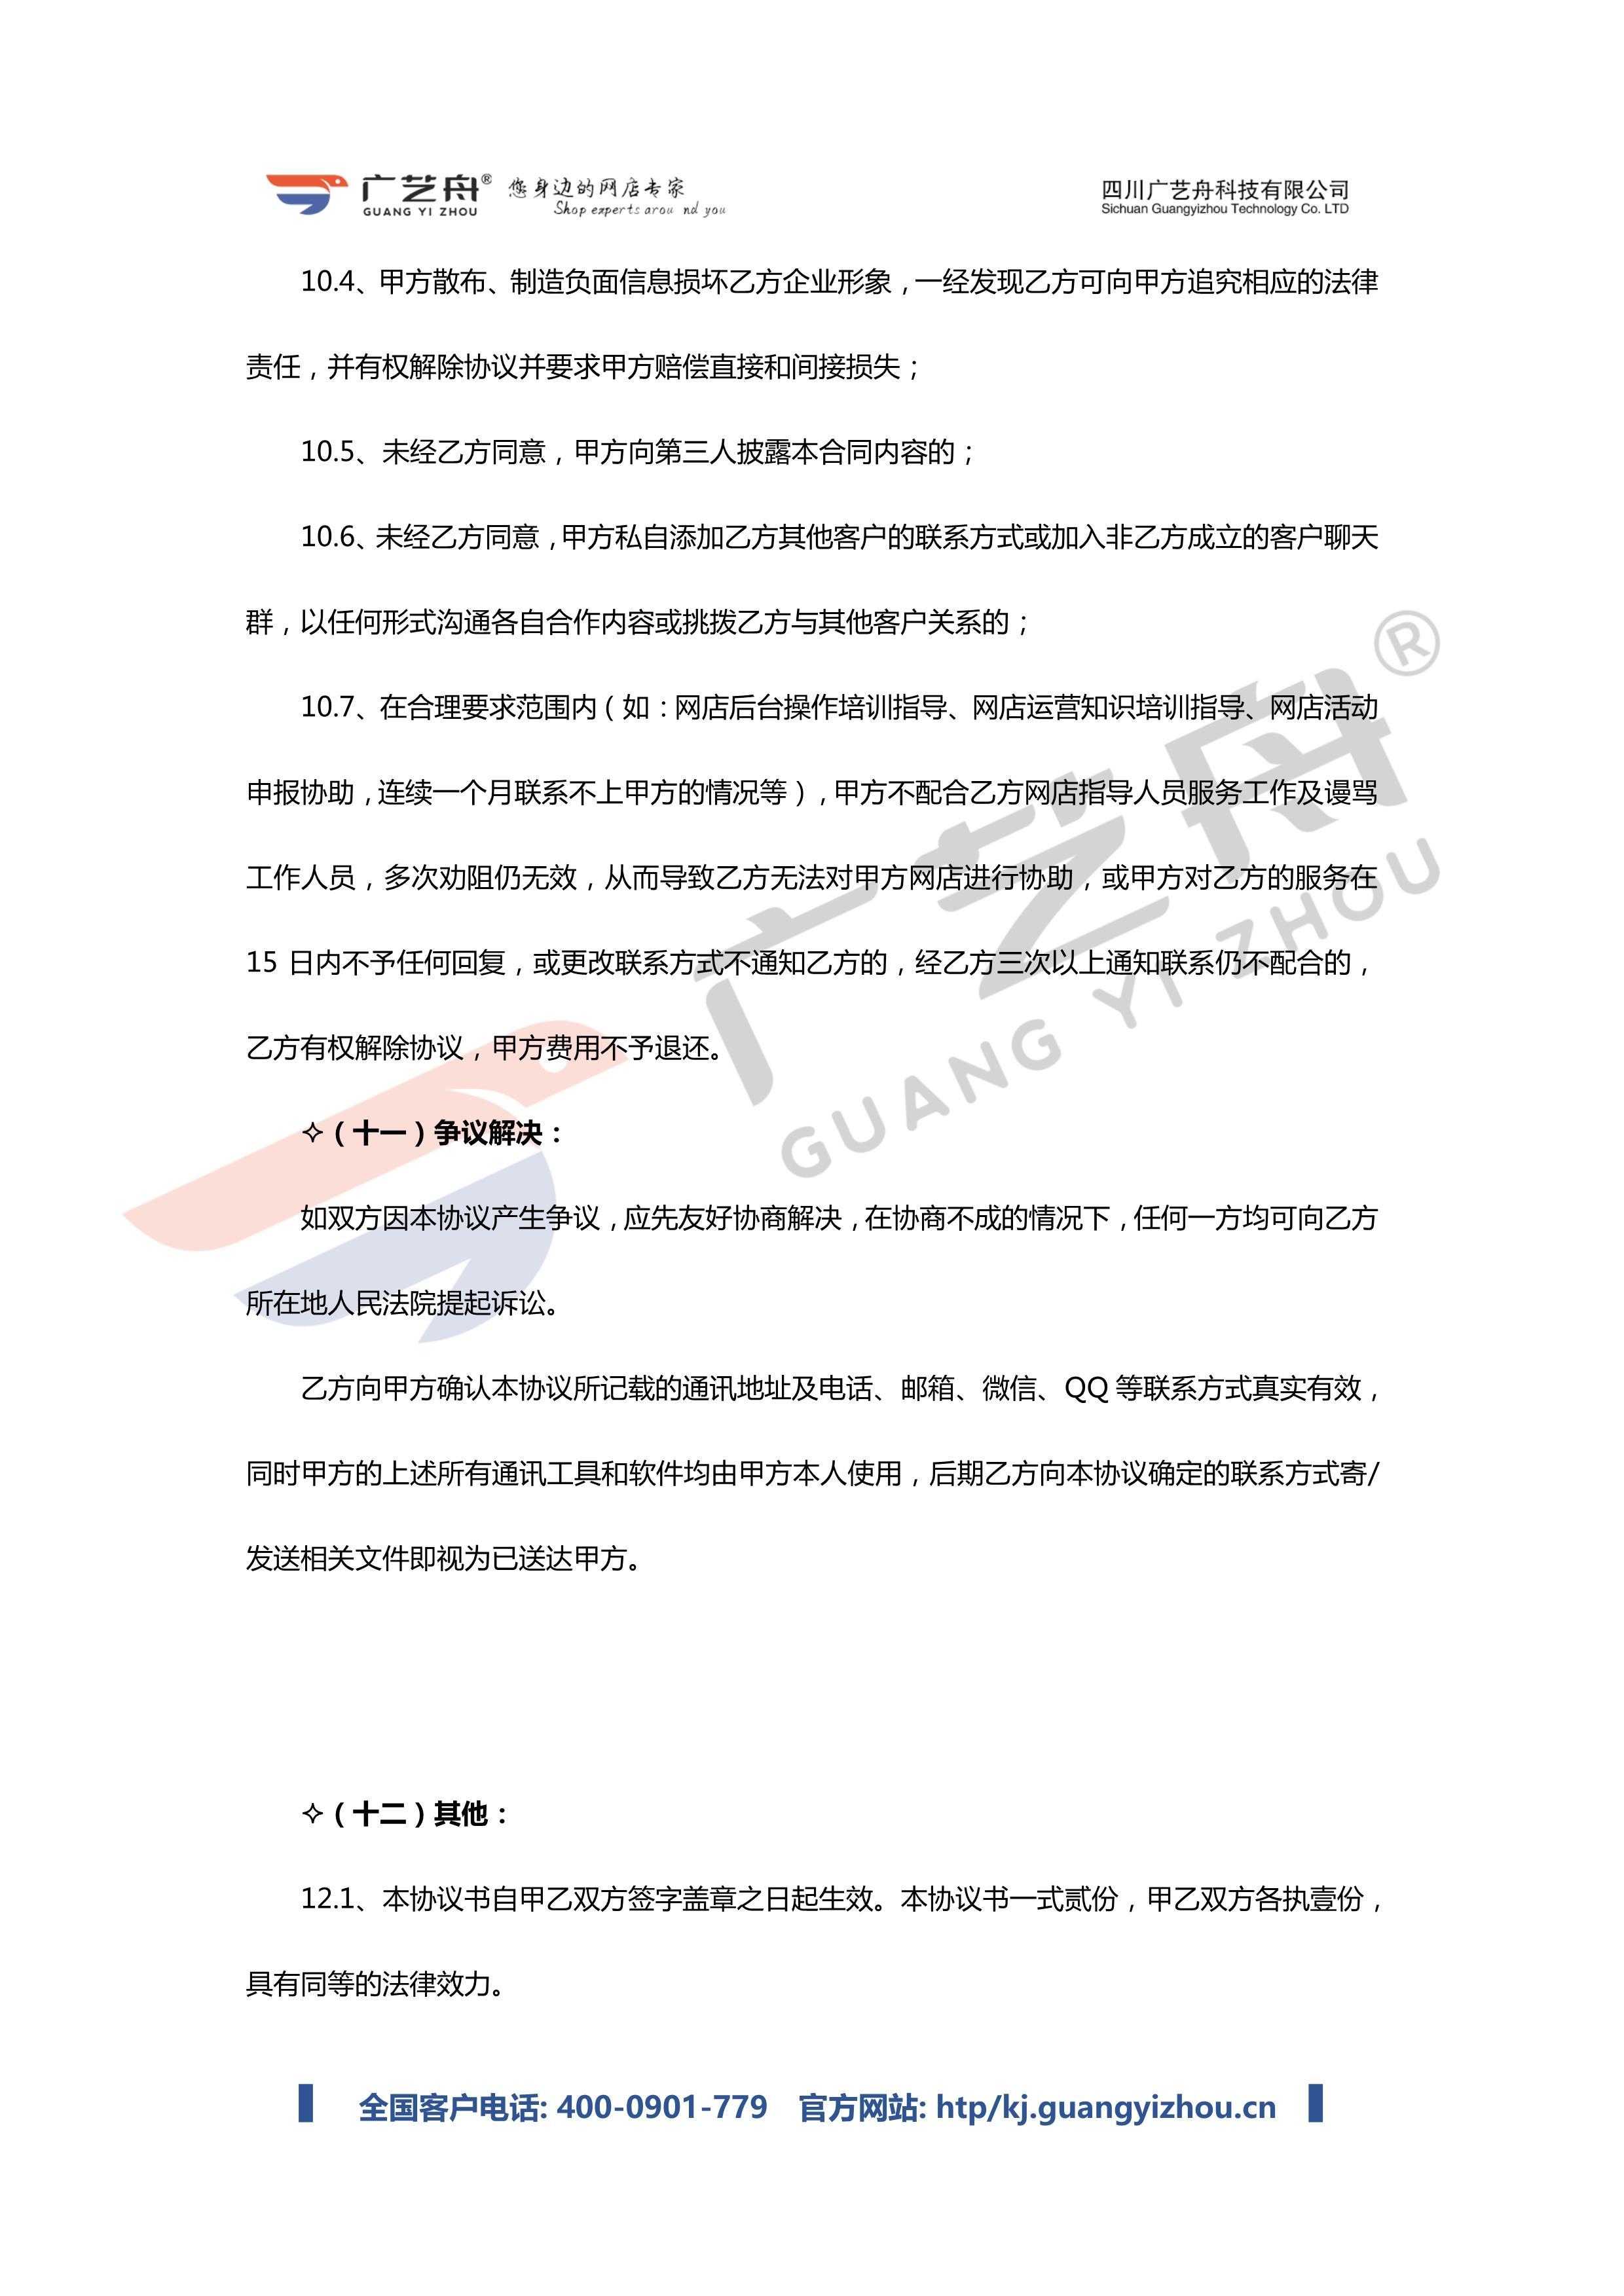 广艺舟® 您身边的网店专家
GUANG YI ZHOU Shop experts arou nd you
四川广艺舟科技有限公司
Sichuan Guangyizhou Technology Co. LTD
10.4、甲方散布、制造负面信息损坏乙方企业形象，一经发现乙方可向甲方追究相应的法律
责任，并有权解除协议并要求甲方赔偿直接和间接损失；
10.5、未经乙方同意，甲方向第三人披露本合同内容的；
10.6、未经乙方同意，甲方私自添加乙方其他客户的联系方式或加入非乙方成立的客户聊天
群，以任何形式沟通各自合作内容或挑拨乙方与其他客户关系的；
10.7、在合理要求范围内（如：网店后台操作培训指导、网店运营知识培训指导、网店活动
申报协助，连续一个月联系不上甲方的情况等），甲方不配合乙方网店指导人员服务工作及谩骂
工作人员，多次劝阻仍无效，从而导致乙方无法对甲方网店进行协助，或甲方对乙方的服务在
15 日内不予任何回复，或更改联系方式不通知乙方的，经乙方三次以上通知联系仍不配合的，
乙方有权解除协议，甲方费用不予退还。
✧（十一）争议解决：
如双方因本协议产生争议，应先友好协商解决，在协商不成的情况下，任何一方均可向乙方
所在地人民法院提起诉讼。
乙方向甲方确认本协议所记载的通讯地址及电话、邮箱、微信、QQ 等联系方式真实有效，
同时甲方的上述所有通讯工具和软件均由甲方本人使用，后期乙方向本协议确定的联系方式寄/
发送相关文件即视为已送达甲方。
✧（十二）其他：
12.1、本协议书自甲乙双方签字盖章之日起生效。本协议书一式贰份，甲乙双方各执壹份，
具有同等的法律效力。
全国客户电话: 400-0901-779 官方网站: htp/kj.guangyizhou.cn
广艺舟®
GUANG YI ZHOU